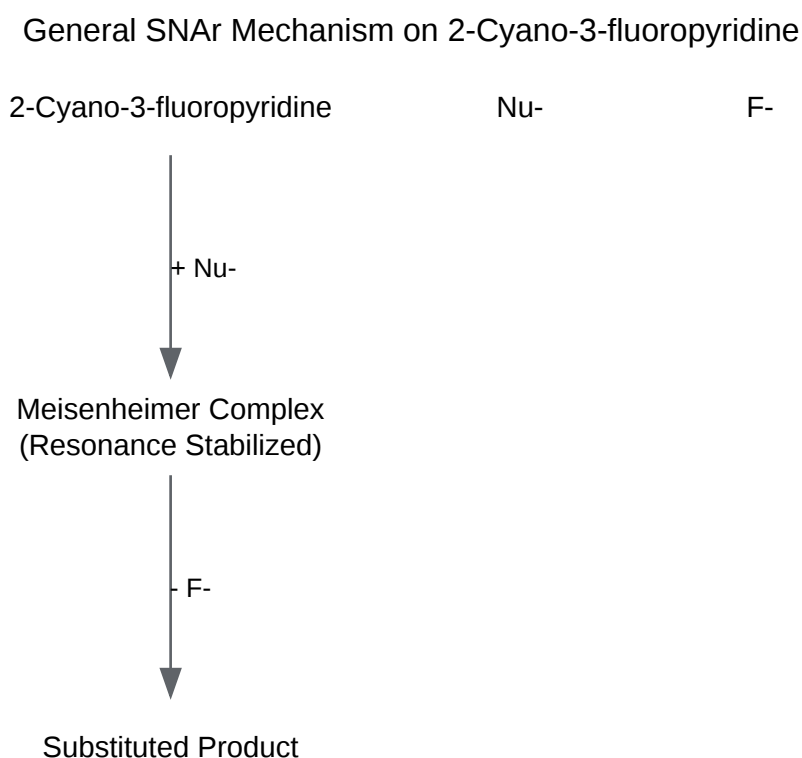 General SNAr Mechanism on 2-Cyano-3-fluoropyridine
2-Cyano-3-fluoropyridine
Nu-
F-
+ Nu-
Meisenheimer Complex
(Resonance Stabilized)
- F-
Substituted Product